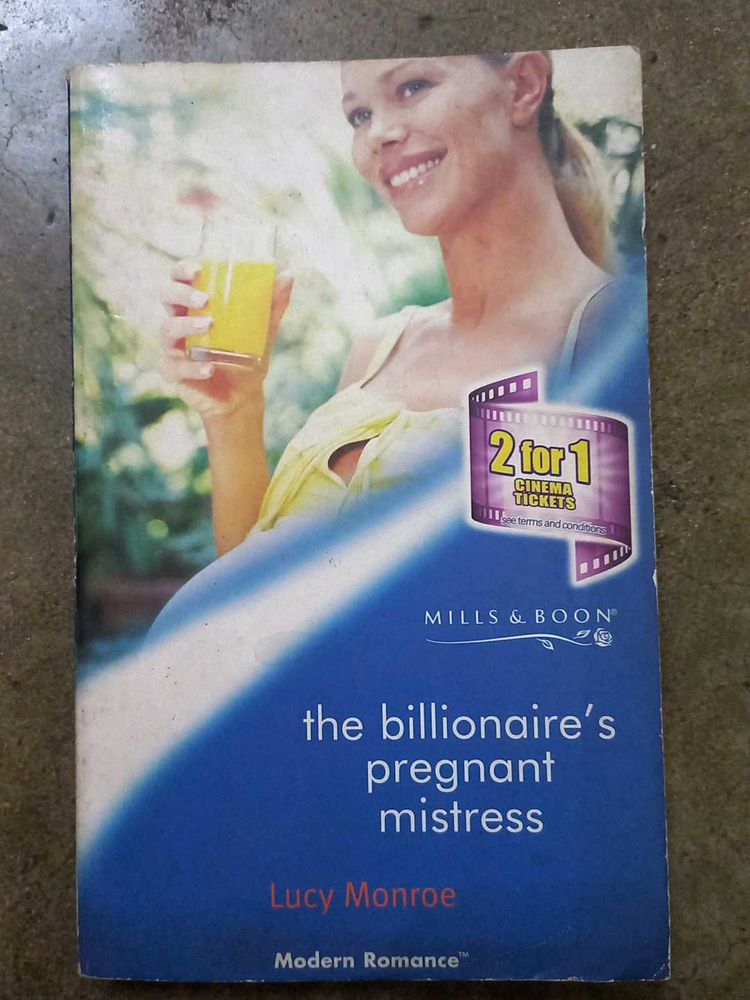 2 for 1
CINEMA
TICKETS
see terms and conditions
MILLS & BOON®
the billionaire's
pregnant
mistress
Lucy Monroe
Modern Romance™